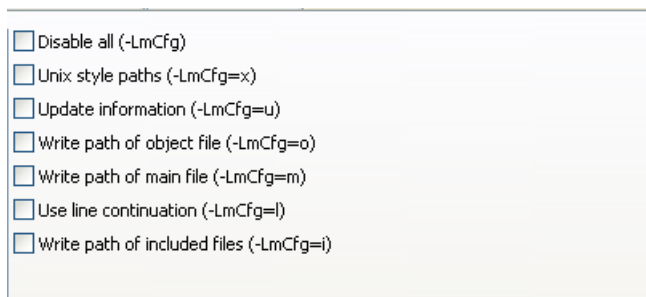 Disable all (-LmCfg)
Unix style paths (-LmCfg=x)
Update information (-LmCfg=u)
Write path of object file (-LmCfg=o)
Write path of main file (-LmCfg=m)
Use line continuation (-LmCfg=l)
Write path of included files (-LmCfg=i)